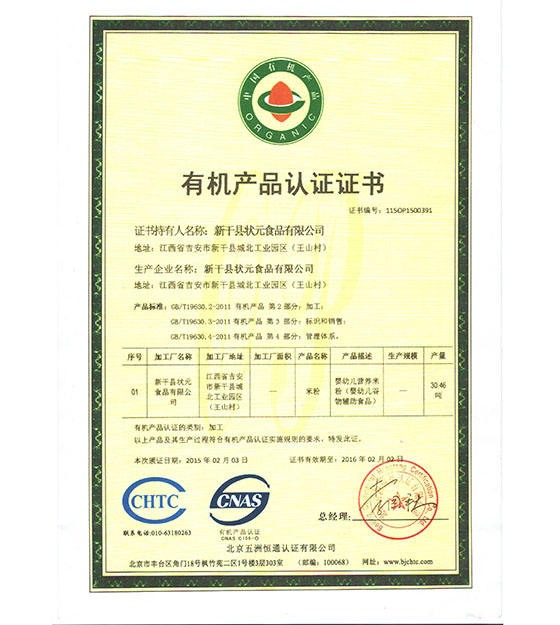 中国有机产品
ORGANIC
有机产品认证证书
证书编号：115OP1500391
证书持有人名称：新干县状元食品有限公司
地址：江西省吉安市新干县城北工业园区（王山村）
生产企业名称：新干县状元食品有限公司
地址：江西省吉安市新干县城北工业园区（王山村）
产品标准：GB/T19630.2-2011 有机产品 第 2 部分：加工；
GB/T19630.3-2011 有机产品 第 3 部分：标识和销售；
GB/T19630.4-2011 有机产品 第 4 部分：管理体系。
序号 加工厂名称 加工厂地址 加工厂面积 产品名称 产品描述 生产规模 产量
01 新干县状元食品有限公司 江西省吉安市新干县城北工业园区（王山村） — 米粉 婴幼儿营养米粉（婴幼儿谷物辅助食品） — 30.46吨
有机产品认证的类别：加工
以上产品及其生产过程符合有机产品认证实施规则的要求，特发此证。
本次颁证日期：2015 年 02 月 03 日 证书有效期至：2016 年 02 月 02 日
CHTC
CNAS
联系电话:010-63180263
有机产品认证
总经理：
北京五洲恒通认证有限公司
北京市丰台区角门18号枫竹苑二区1号楼3层303室 （邮编：100068） 网址：www.bjchtc.com